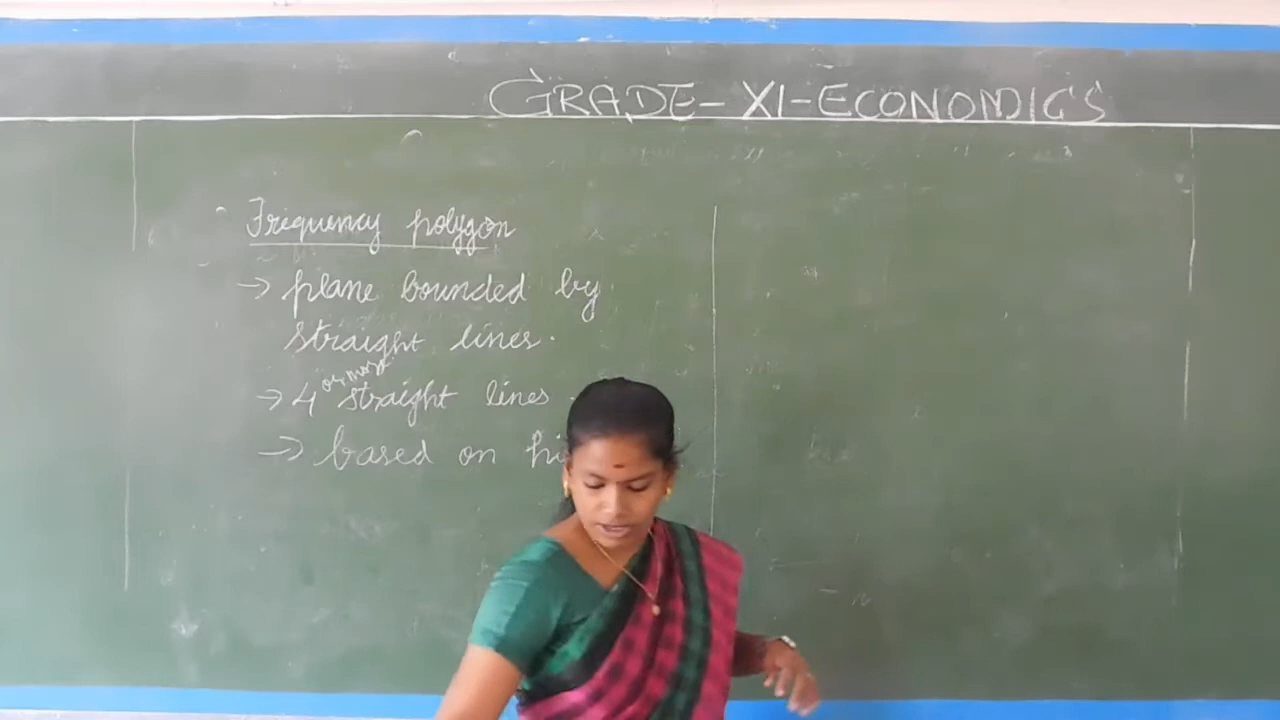 GRADE-XI-ECONOMICS
Frequency polygon
→ plane bounded by
straight lines.
or more
→ 4 straight lines
→ based on